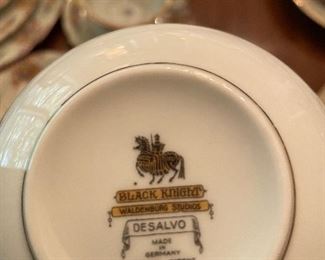 BLACK KNIGHT
WALDENBURG STUDIOS
DESALVO
MADE
IN
GERMANY